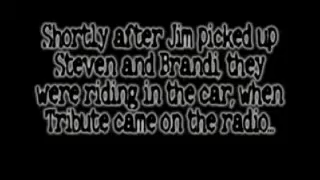 Shortly after Jim picked up
Steven and Brandi, they
were riding in the car, when
Tribute came on the radio..